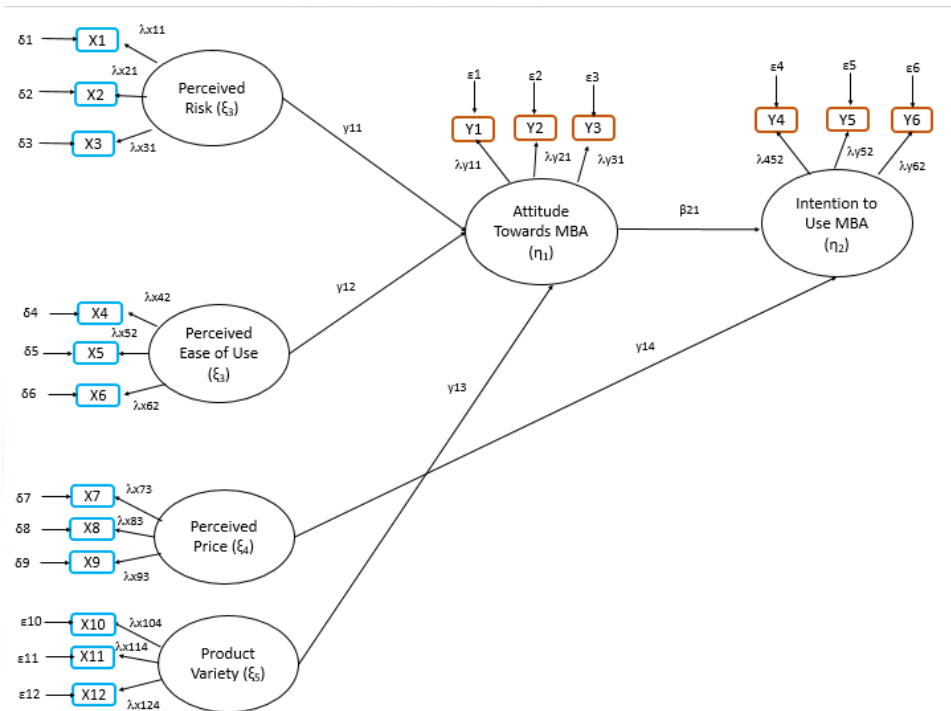 δ1
X1
λx11
δ2
X2
λx21
δ3
X3
λx31
Perceived
Risk (ξ₃)
γ11
ε1
ε2
ε3
Y1
Y2
Y3
λy11
λy21
λy31
Attitude
Towards MBA
(η₁)
β21
ε4
ε5
ε6
Y4
Y5
Y6
λ452
λy52
λy62
Intention to
Use MBA
(η₂)
δ4
X4
λx42
δ5
X5
λx52
δ6
X6
λx62
Perceived
Ease of Use
(ξ₃)
γ12
γ13
γ14
δ7
X7
λx73
δ8
X8
λx83
δ9
X9
λx93
Perceived
Price (ξ₄)
ε10
X10
λx104
ε11
X11
λx114
ε12
X12
λx124
Product
Variety (ξ₅)